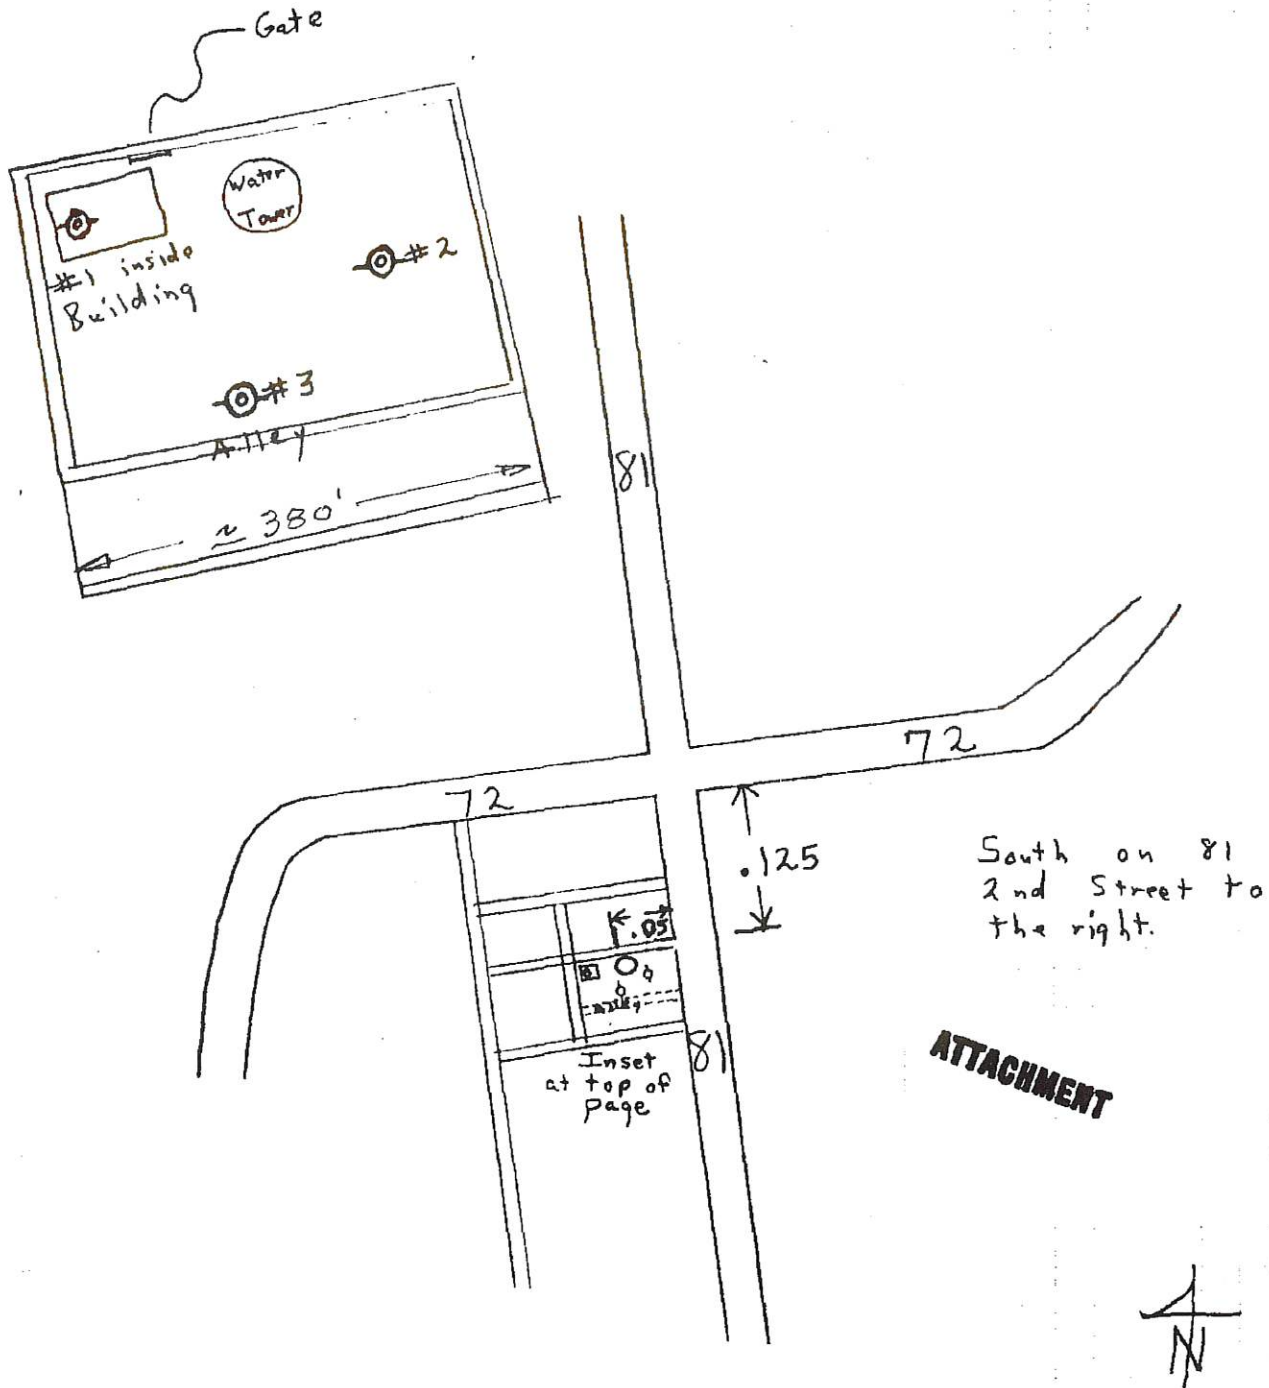 Gate
Water
Tower
#1 inside
Building
#2
#3
Alley
≈ 380'
81
72
72
.125
South on 81
2nd Street to
the right.
.05
Alley
81
Inset
at top of
page
ATTACHMENT
N